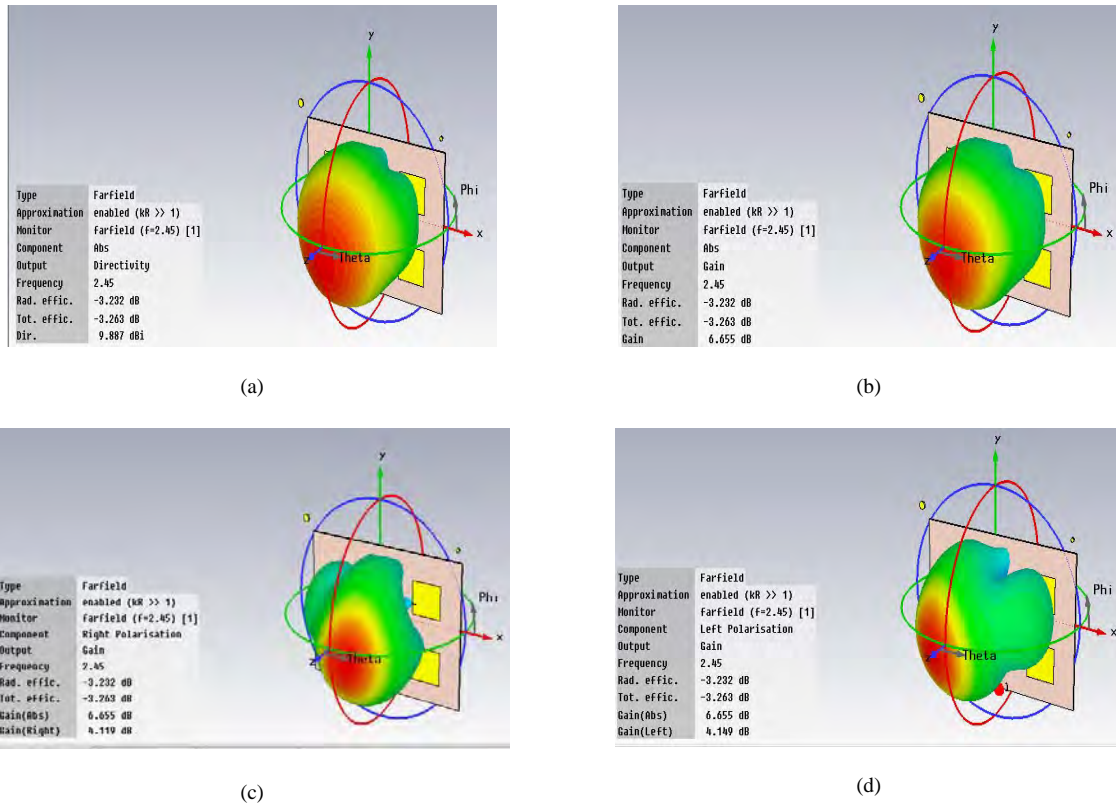 y
Phi
x
z Theta
Type Farfield
Approximation enabled (kR >> 1)
Monitor farfield (f=2.45) [1]
Component Abs
Output Directivity
Frequency 2.45
Rad. effic. -3.232 dB
Tot. effic. -3.263 dB
Dir. 9.887 dBi
(a)
y
Phi
x
z Theta
Type Farfield
Approximation enabled (kR >> 1)
Monitor farfield (f=2.45) [1]
Component Abs
Output Gain
Frequency 2.45
Rad. effic. -3.232 dB
Tot. effic. -3.263 dB
Gain 6.655 dB
(b)
y
Phi
x
z Theta
Type Farfield
Approximation enabled (kR >> 1)
Monitor farfield (f=2.45) [1]
Component Right Polarisation
Output Gain
Frequency 2.45
Rad. effic. -3.232 dB
Tot. effic. -3.263 dB
Gain(Abs) 6.655 dB
Gain(Right) 4.119 dB
(c)
y
Phi
x
z Theta
1
Type Farfield
Approximation enabled (kR >> 1)
Monitor farfield (f=2.45) [1]
Component Left Polarisation
Output Gain
Frequency 2.45
Rad. effic. -3.232 dB
Tot. effic. -3.263 dB
Gain(Abs) 6.655 dB
Gain(Left) 4.149 dB
(d)